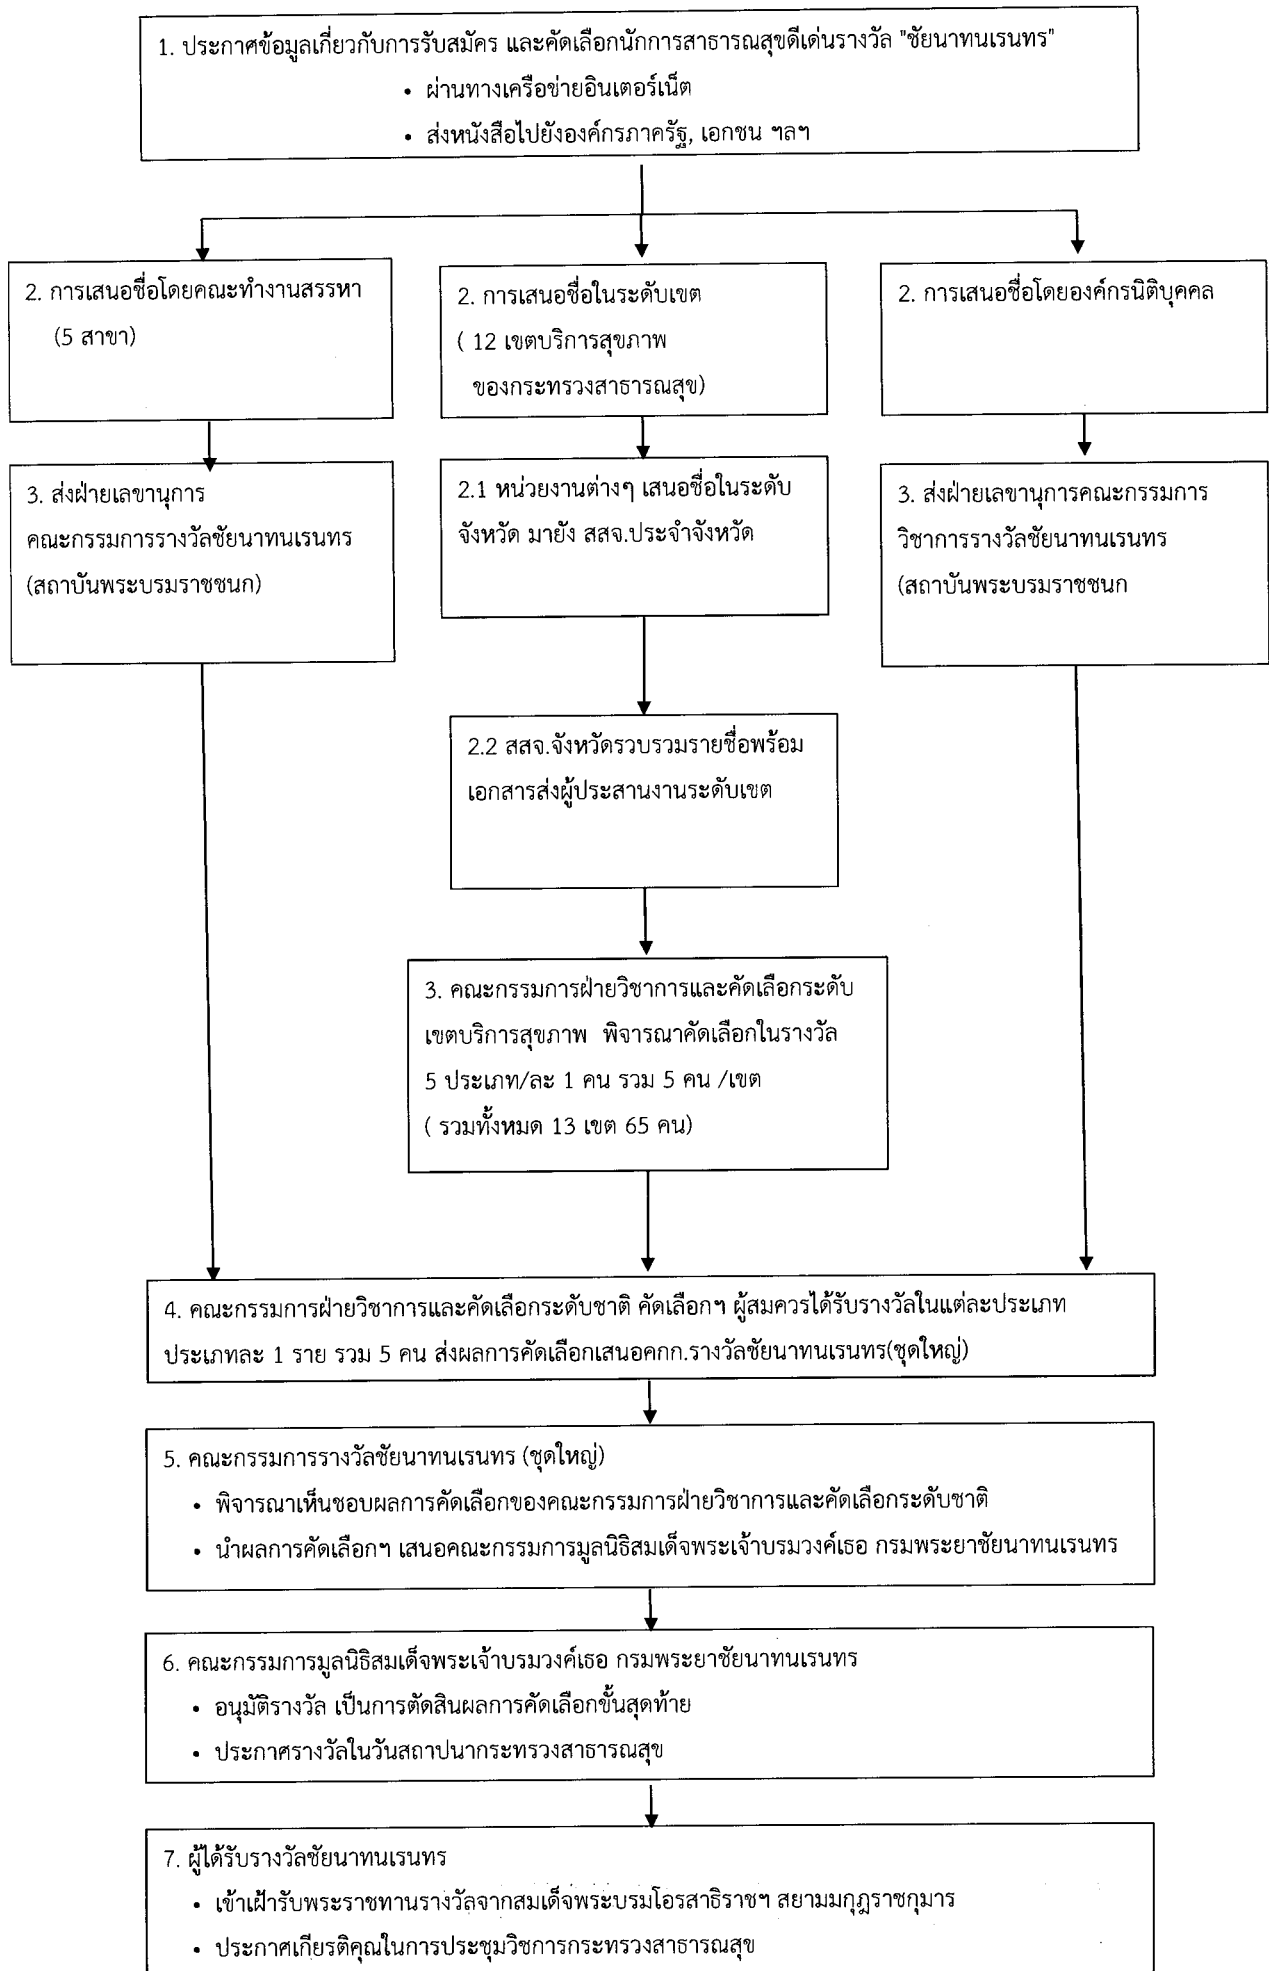 1. ประกาศข้อมูลเกี่ยวกับการรับสมัคร และคัดเลือกนักการสาธารณสุขดีเด่นรางวัล "ชัยนาทนเรนทร"
• ผ่านทางเครือข่ายอินเตอร์เน็ต
• ส่งหนังสือไปยังองค์กรภาครัฐ, เอกชน ฯลฯ
2. การเสนอชื่อโดยคณะทำงานสรรหา
(5 สาขา)
2. การเสนอชื่อในระดับเขต
( 12 เขตบริการสุขภาพ
ของกระทรวงสาธารณสุข)
2. การเสนอชื่อโดยองค์กรนิติบุคคล
3. ส่งฝ่ายเลขานุการ
คณะกรรมการรางวัลชัยนาทนเรนทร
(สถาบันพระบรมราชชนก)
2.1 หน่วยงานต่างๆ เสนอชื่อในระดับ
จังหวัด มายัง สสจ.ประจำจังหวัด
3. ส่งฝ่ายเลขานุการคณะกรรมการ
วิชาการรางวัลชัยนาทนเรนทร
(สถาบันพระบรมราชชนก
2.2 สสจ.จังหวัดรวบรวมรายชื่อพร้อม
เอกสารส่งผู้ประสานงานระดับเขต
3. คณะกรรมการฝ่ายวิชาการและคัดเลือกระดับ
เขตบริการสุขภาพ พิจารณาคัดเลือกในรางวัล
5 ประเภท/ละ 1 คน รวม 5 คน /เขต
( รวมทั้งหมด 13 เขต 65 คน)
4. คณะกรรมการฝ่ายวิชาการและคัดเลือกระดับชาติ คัดเลือกฯ ผู้สมควรได้รับรางวัลในแต่ละประเภท
ประเภทละ 1 ราย รวม 5 คน ส่งผลการคัดเลือกเสนอคกก.รางวัลชัยนาทนเรนทร(ชุดใหญ่)
5. คณะกรรมการรางวัลชัยนาทนเรนทร (ชุดใหญ่)
• พิจารณาเห็นชอบผลการคัดเลือกของคณะกรรมการฝ่ายวิชาการและคัดเลือกระดับชาติ
• นำผลการคัดเลือกฯ เสนอคณะกรรมการมูลนิธิสมเด็จพระเจ้าบรมวงค์เธอ กรมพระยาชัยนาทนเรนทร
6. คณะกรรมการมูลนิธิสมเด็จพระเจ้าบรมวงค์เธอ กรมพระยาชัยนาทนเรนทร
• อนุมัติรางวัล เป็นการตัดสินผลการคัดเลือกขั้นสุดท้าย
• ประกาศรางวัลในวันสถาปนากระทรวงสาธารณสุข
7. ผู้ได้รับรางวัลชัยนาทนเรนทร
• เข้าเฝ้ารับพระราชทานรางวัลจากสมเด็จพระบรมโอรสาธิราชฯ สยามมกุฎราชกุมาร
• ประกาศเกียรติคุณในการประชุมวิชการกระทรวงสาธารณสุข